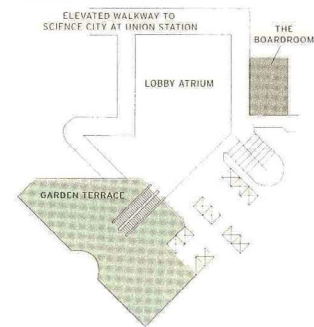 ELEVATED WALKWAY TO
SCIENCE CITY AT UNION STATION
THE
BOARDROOM
LOBBY ATRIUM
GARDEN TERRACE